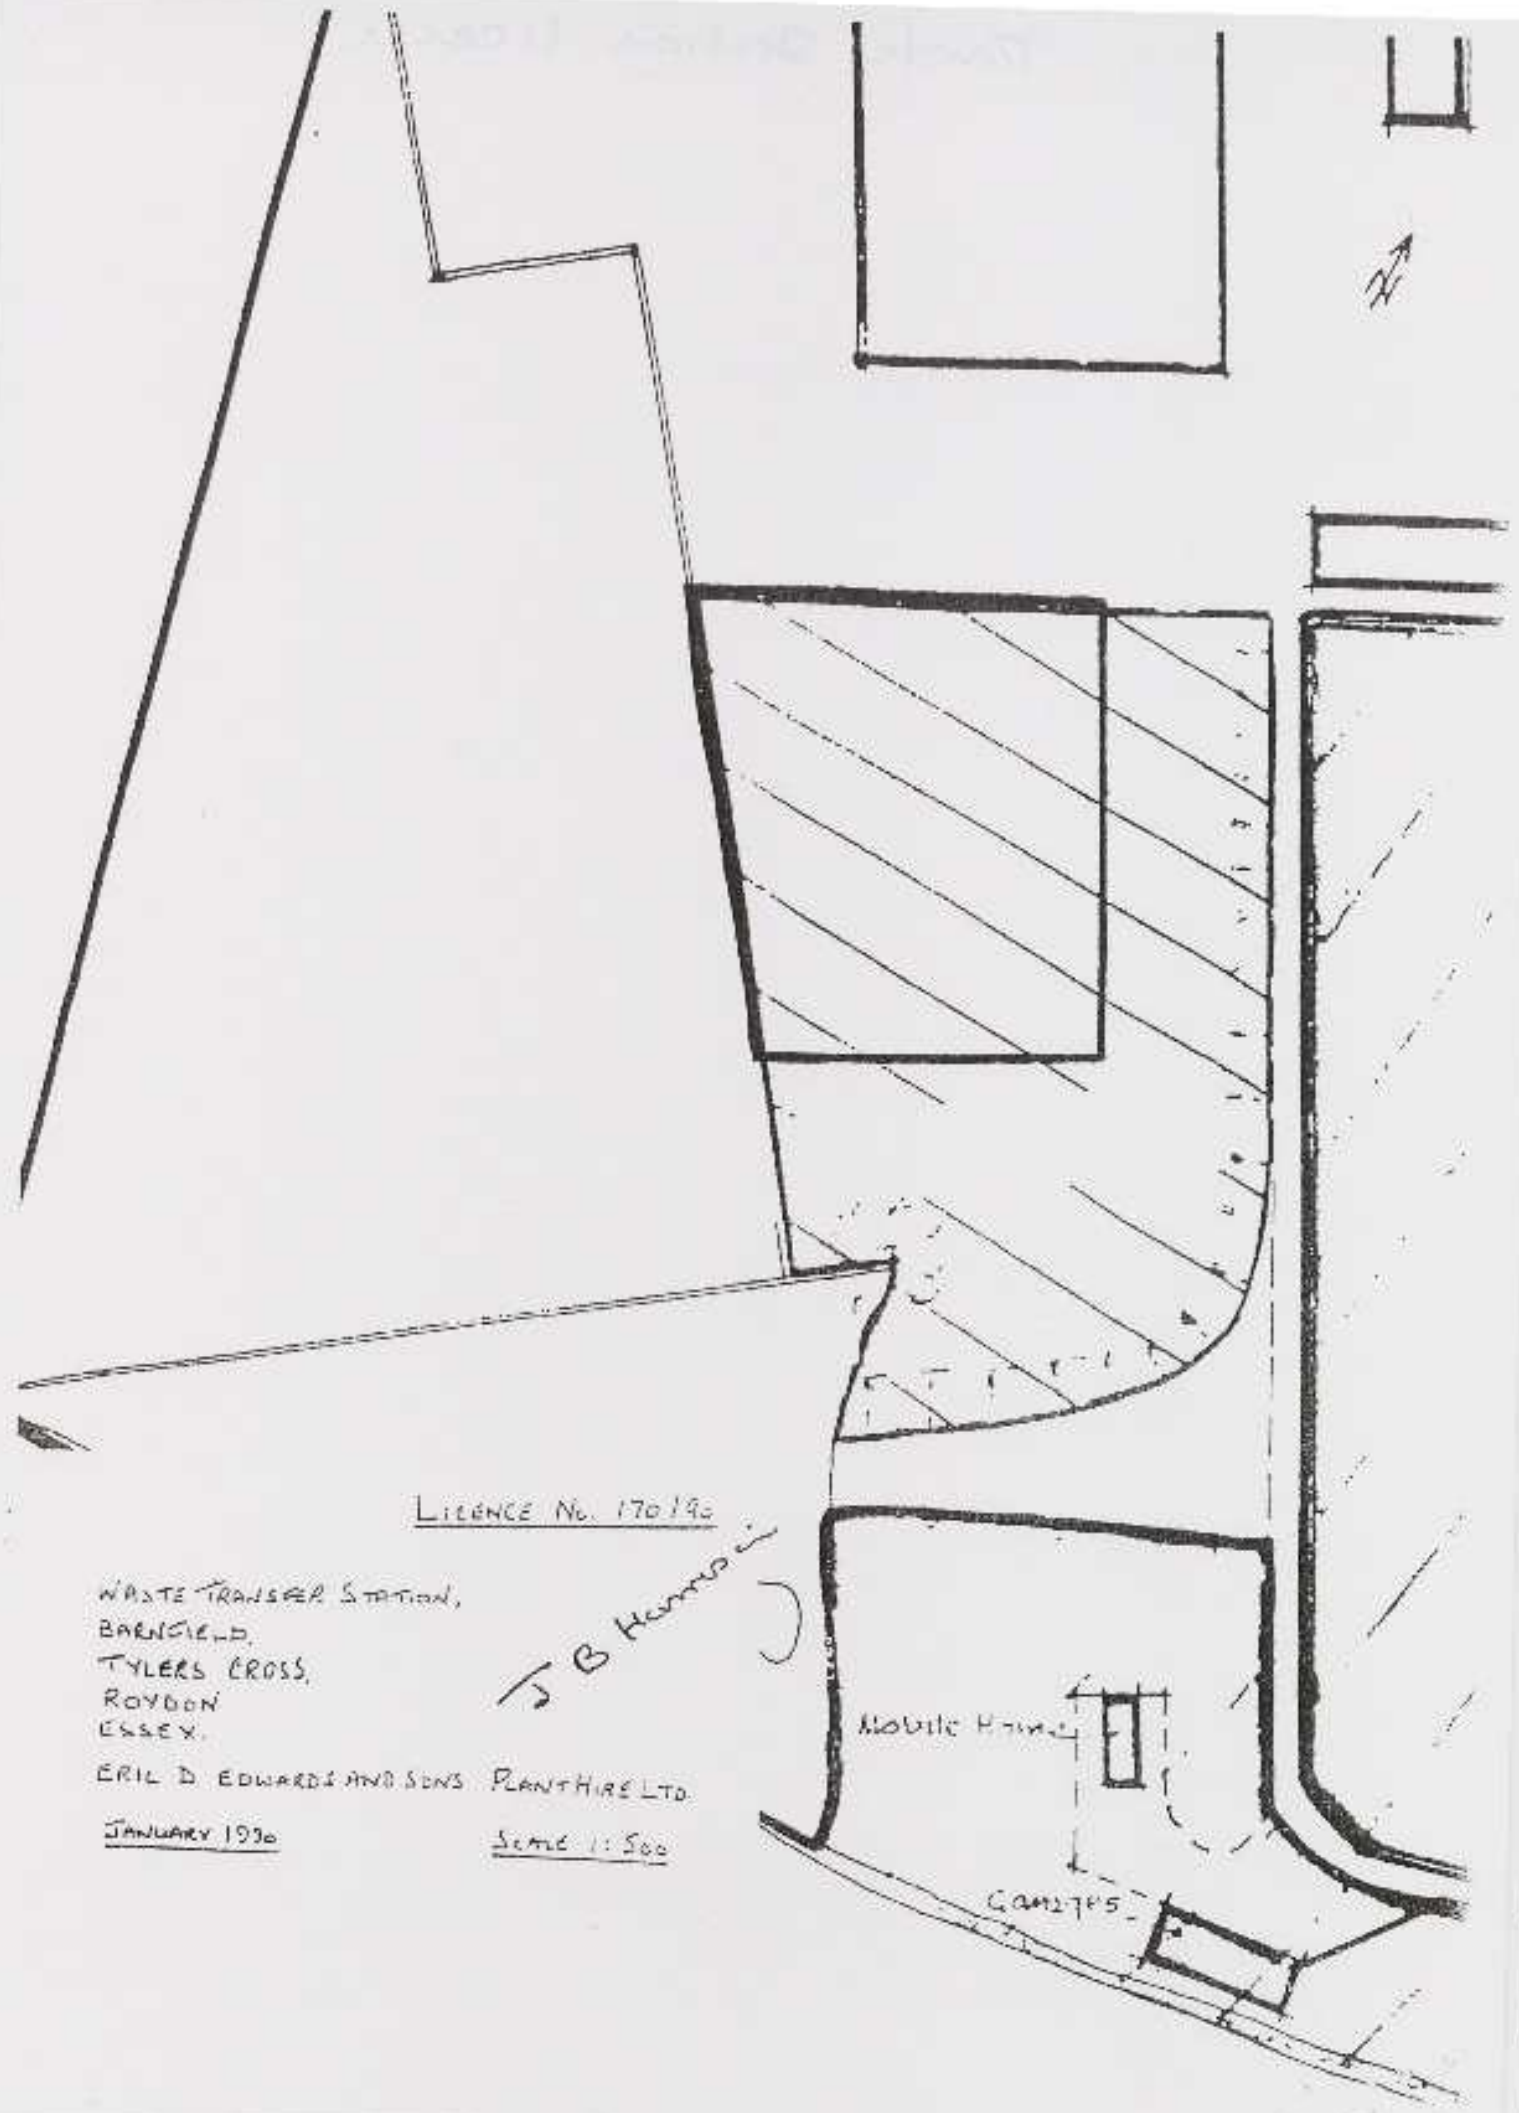 N
LICENCE No. 170/90
WASTE TRANSFER STATION,
BARNFIELD,
TYLERS CROSS,
ROYDON
ESSEX.
J B Harrison
ERIC D EDWARDS AND SONS PLANT HIRE LTD.
JANUARY 1990
SCALE 1:500
Mobile Home